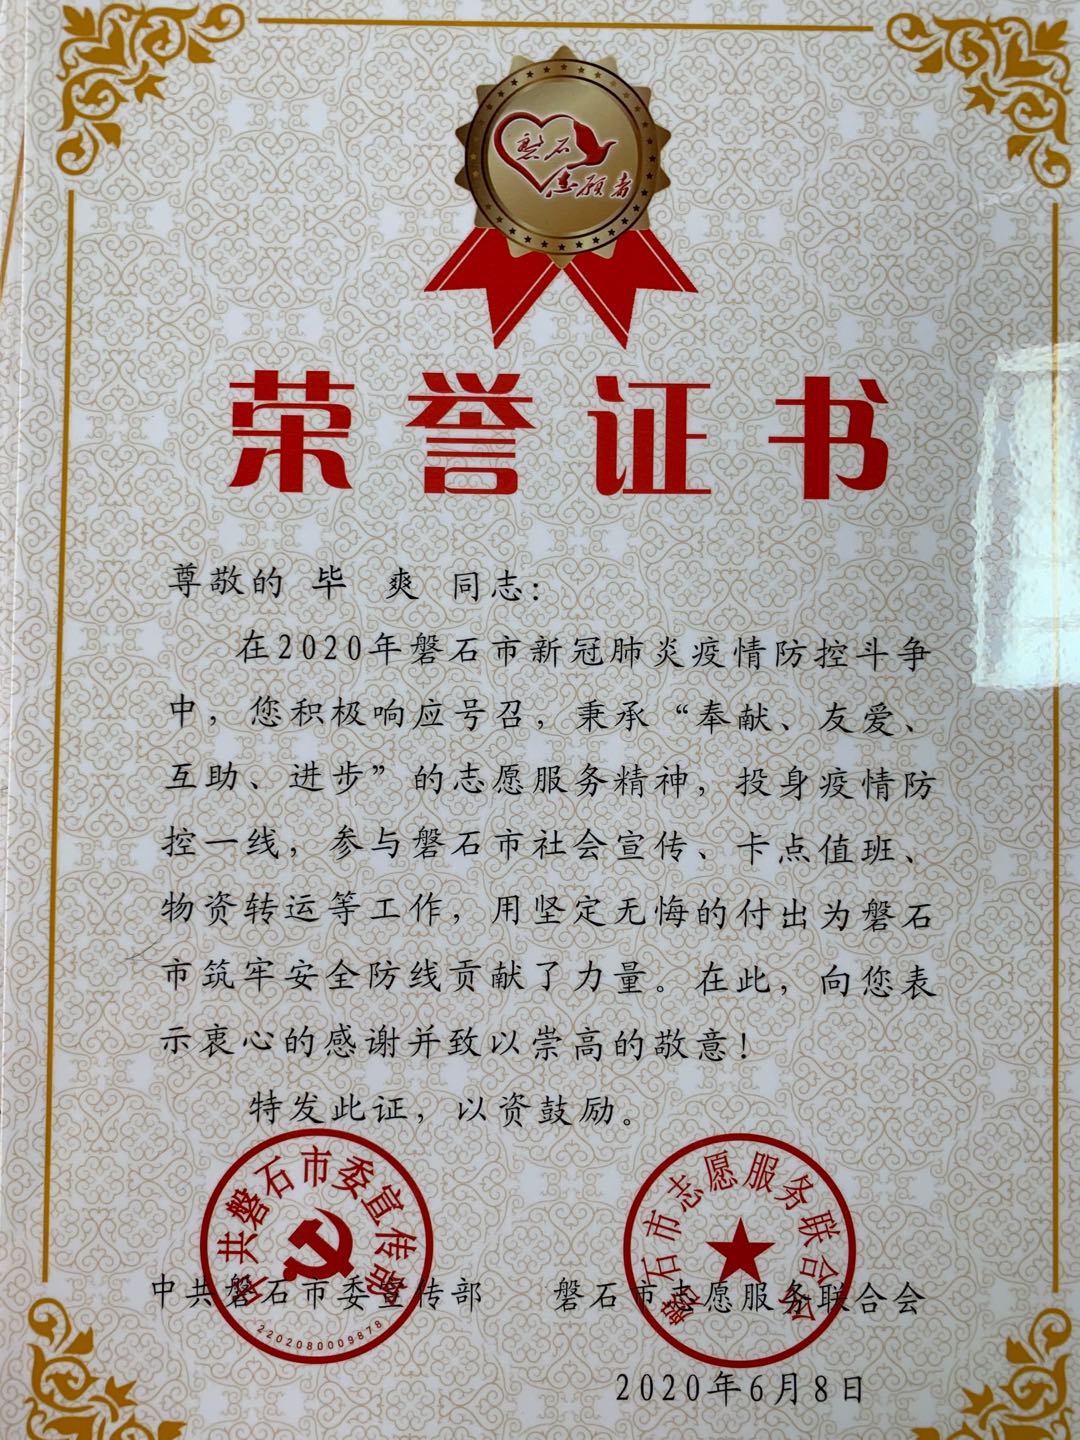 磐石
志愿者
荣誉证书
尊敬的 毕 爽 同志：
在2020年磐石市新冠肺炎疫情防控斗争
中，您积极响应号召，秉承“奉献、友爱、
互助、进步”的志愿服务精神，投身疫情防
控一线，参与磐石市社会宣传、卡点值班、
物资转运等工作，用坚定无悔的付出为磐石
市筑牢安全防线贡献了力量。在此，向您表
示衷心的感谢并致以崇高的敬意！
特发此证，以资鼓励。
中共磐石市委宣传部
2202080009878
磐石市志愿服务联合会
中共磐石市委宣传部 磐石市志愿服务联合会
2020年6月8日